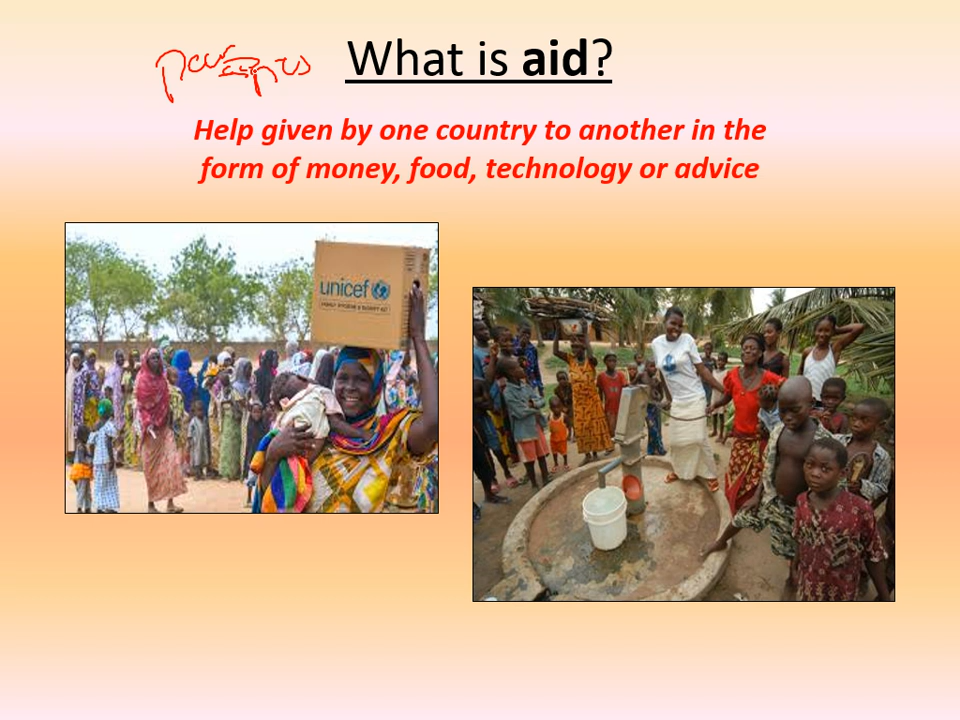 What is aid?
Help given by one country to another in the
form of money, food, technology or advice
unicef